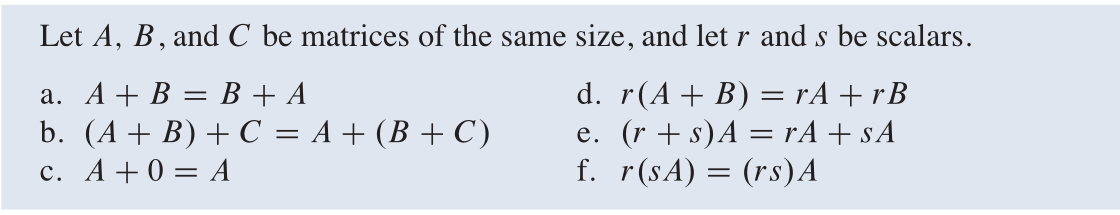 Let A, B, and C be matrices of the same size, and let r and s be scalars.
a. A + B = B + A
b. (A + B) + C = A + (B + C)
c. A + 0 = A
d. r(A + B) = rA + rB
e. (r + s)A = rA + sA
f. r(sA) = (rs)A